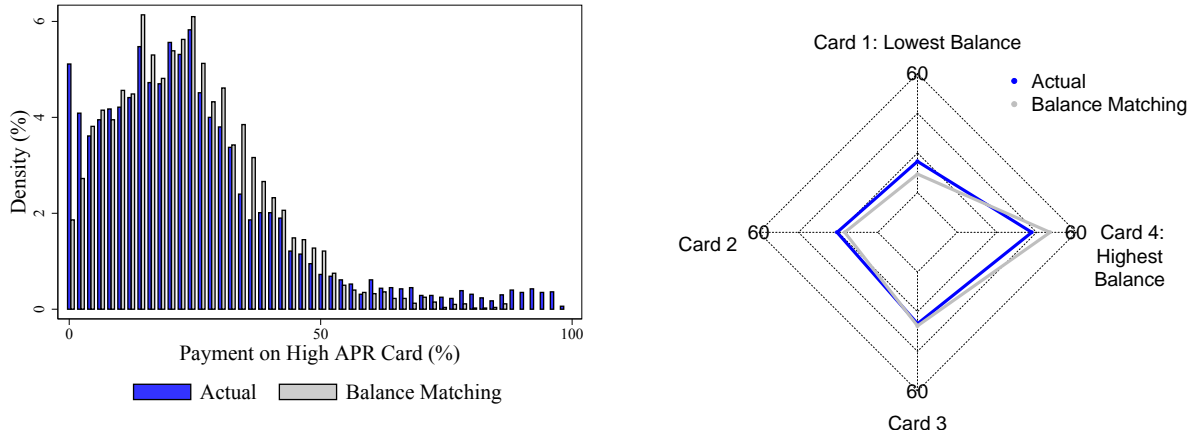 6
4
2
0
Density (%)
0
50
100
Payment on High APR Card (%)
Actual
Balance Matching
Card 1: Lowest Balance
60
Actual
Balance Matching
Card 2
60
60
Card 4:
Highest
Balance
60
Card 3